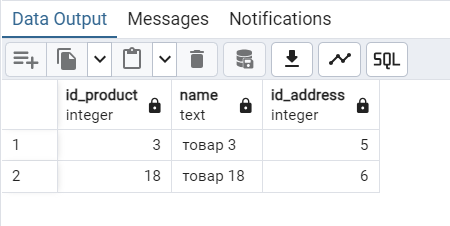 Data Output Messages Notifications
SQL
id_product name id_address
integer text integer
1 3 товар 3 5
2 18 товар 18 6